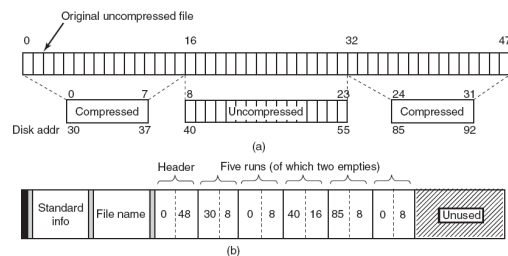 Original uncompressed file
0 16 32 47
0 7 8 23 24 31
Compressed Uncompressed Compressed
Disk addr 30 37 40 55 85 92
(a)
Header Five runs (of which two empties)
Standard info File name 0 48 30 8 0 8 40 16 85 8 0 8 Unused
(b)